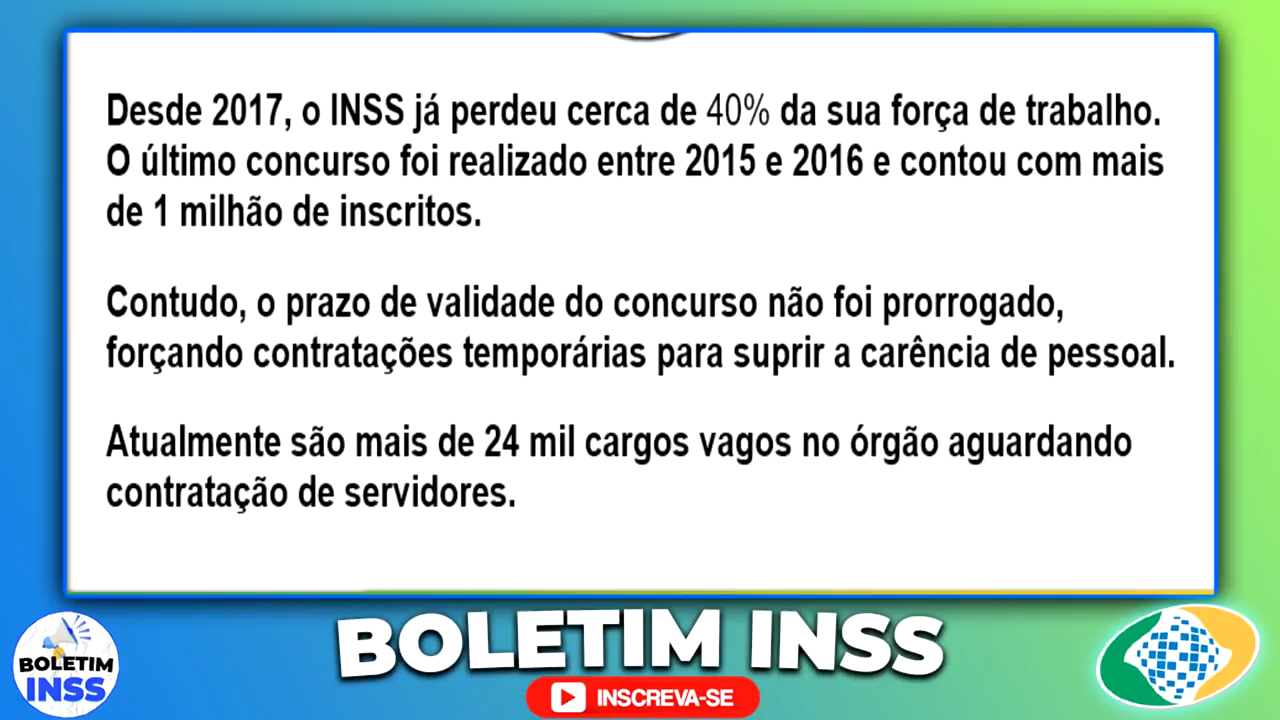 Desde 2017, o INSS já perdeu cerca de 40% da sua força de trabalho.
O último concurso foi realizado entre 2015 e 2016 e contou com mais
de 1 milhão de inscritos.
Contudo, o prazo de validade do concurso não foi prorrogado,
forçando contratações temporárias para suprir a carência de pessoal.
Atualmente são mais de 24 mil cargos vagos no órgão aguardando
contratação de servidores.
BOLETIM INSS
INSCREVA-SE
BOLETIM
INSS